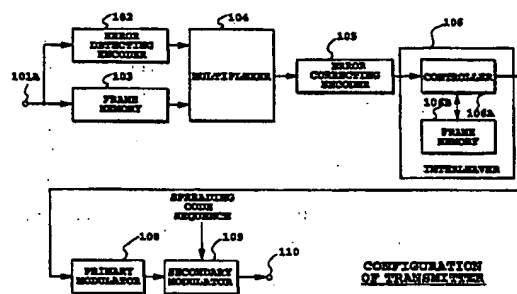 102
104
ERROR
DETECTING
ENCODER
103
101A
FRAME
MEMORY
MULTIPLEXER
105
ERROR
CORRECTING
ENCODER
106
CONTROLLER
106B
106A
FRAME
MEMORY
INTERLEAVER
SPREADING
CODE
SEQUENCE
108
109
110
PRIMARY
MODULATOR
SECONDARY
MODULATOR
CONFIGURATION
OF TRANSMITTER